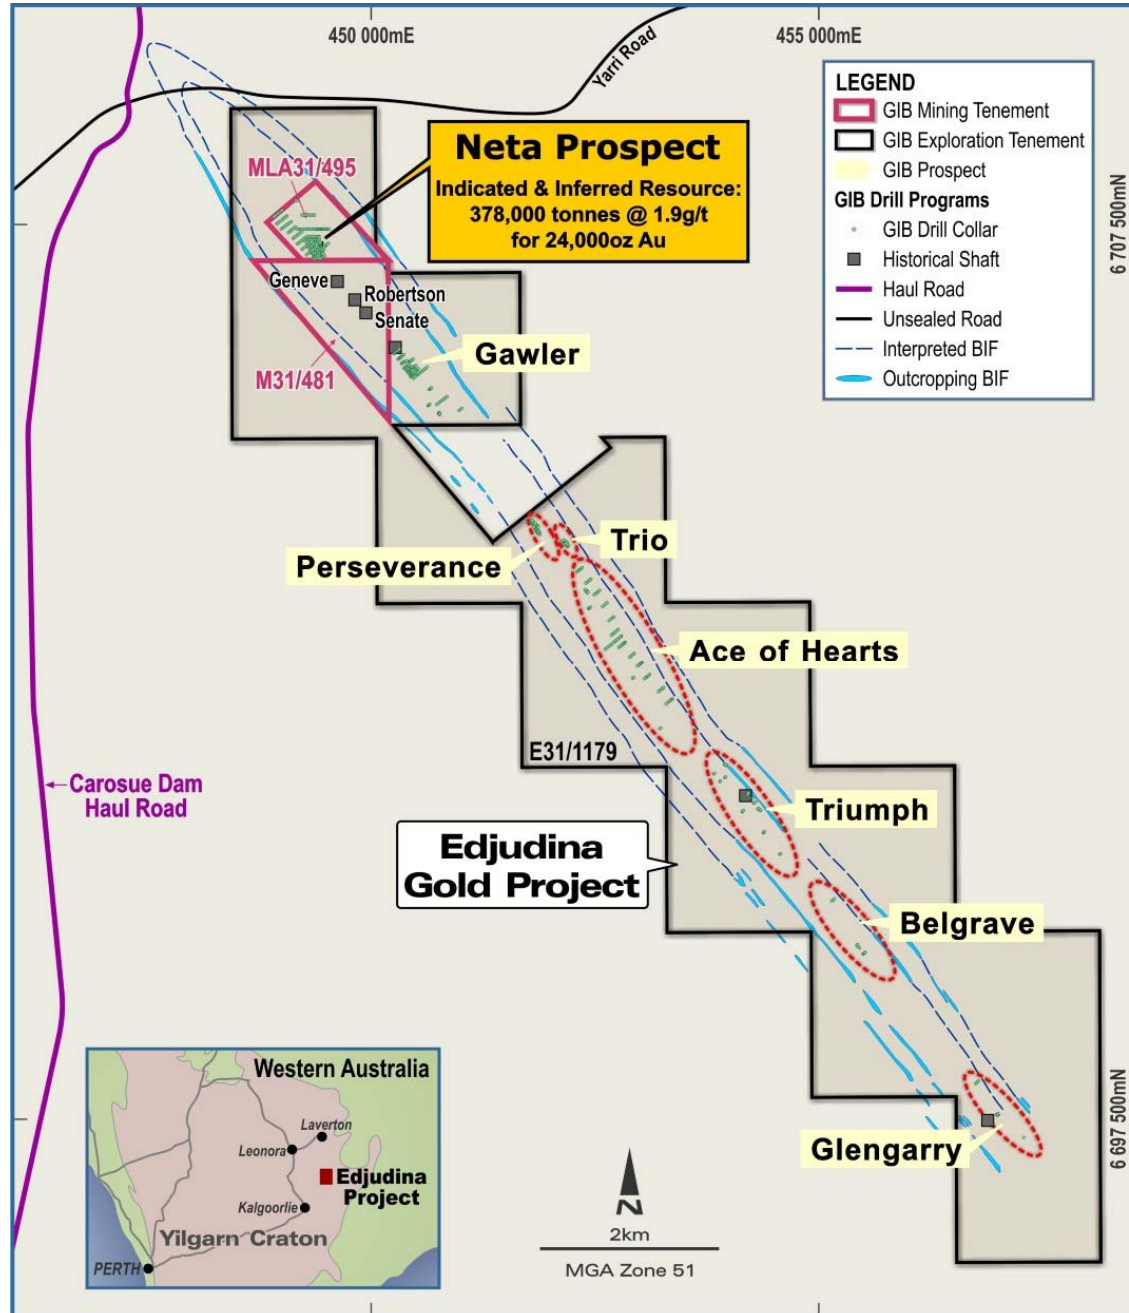 450 000mE
455 000mE
Yarri Road
LEGEND
GIB Mining Tenement
GIB Exploration Tenement
GIB Prospect
GIB Drill Programs
GIB Drill Collar
Historical Shaft
Haul Road
Unsealed Road
Interpreted BIF
Outcropping BIF
Neta Prospect
Indicated & Inferred Resource:
378,000 tonnes @ 1.9g/t
for 24,000oz Au
MLA31/495
6 707 500mN
Geneve
Robertson
Senate
Gawler
M31/481
Perseverance
Trio
Ace of Hearts
E31/1179
Carosue Dam
Haul Road
Triumph
Edjudina
Gold Project
Belgrave
6 697 500mN
Glengarry
Western Australia
Laverton
Leonora
Edjudina
Project
Kalgoorlie
Yilgarn Craton
PERTH
N
2km
MGA Zone 51